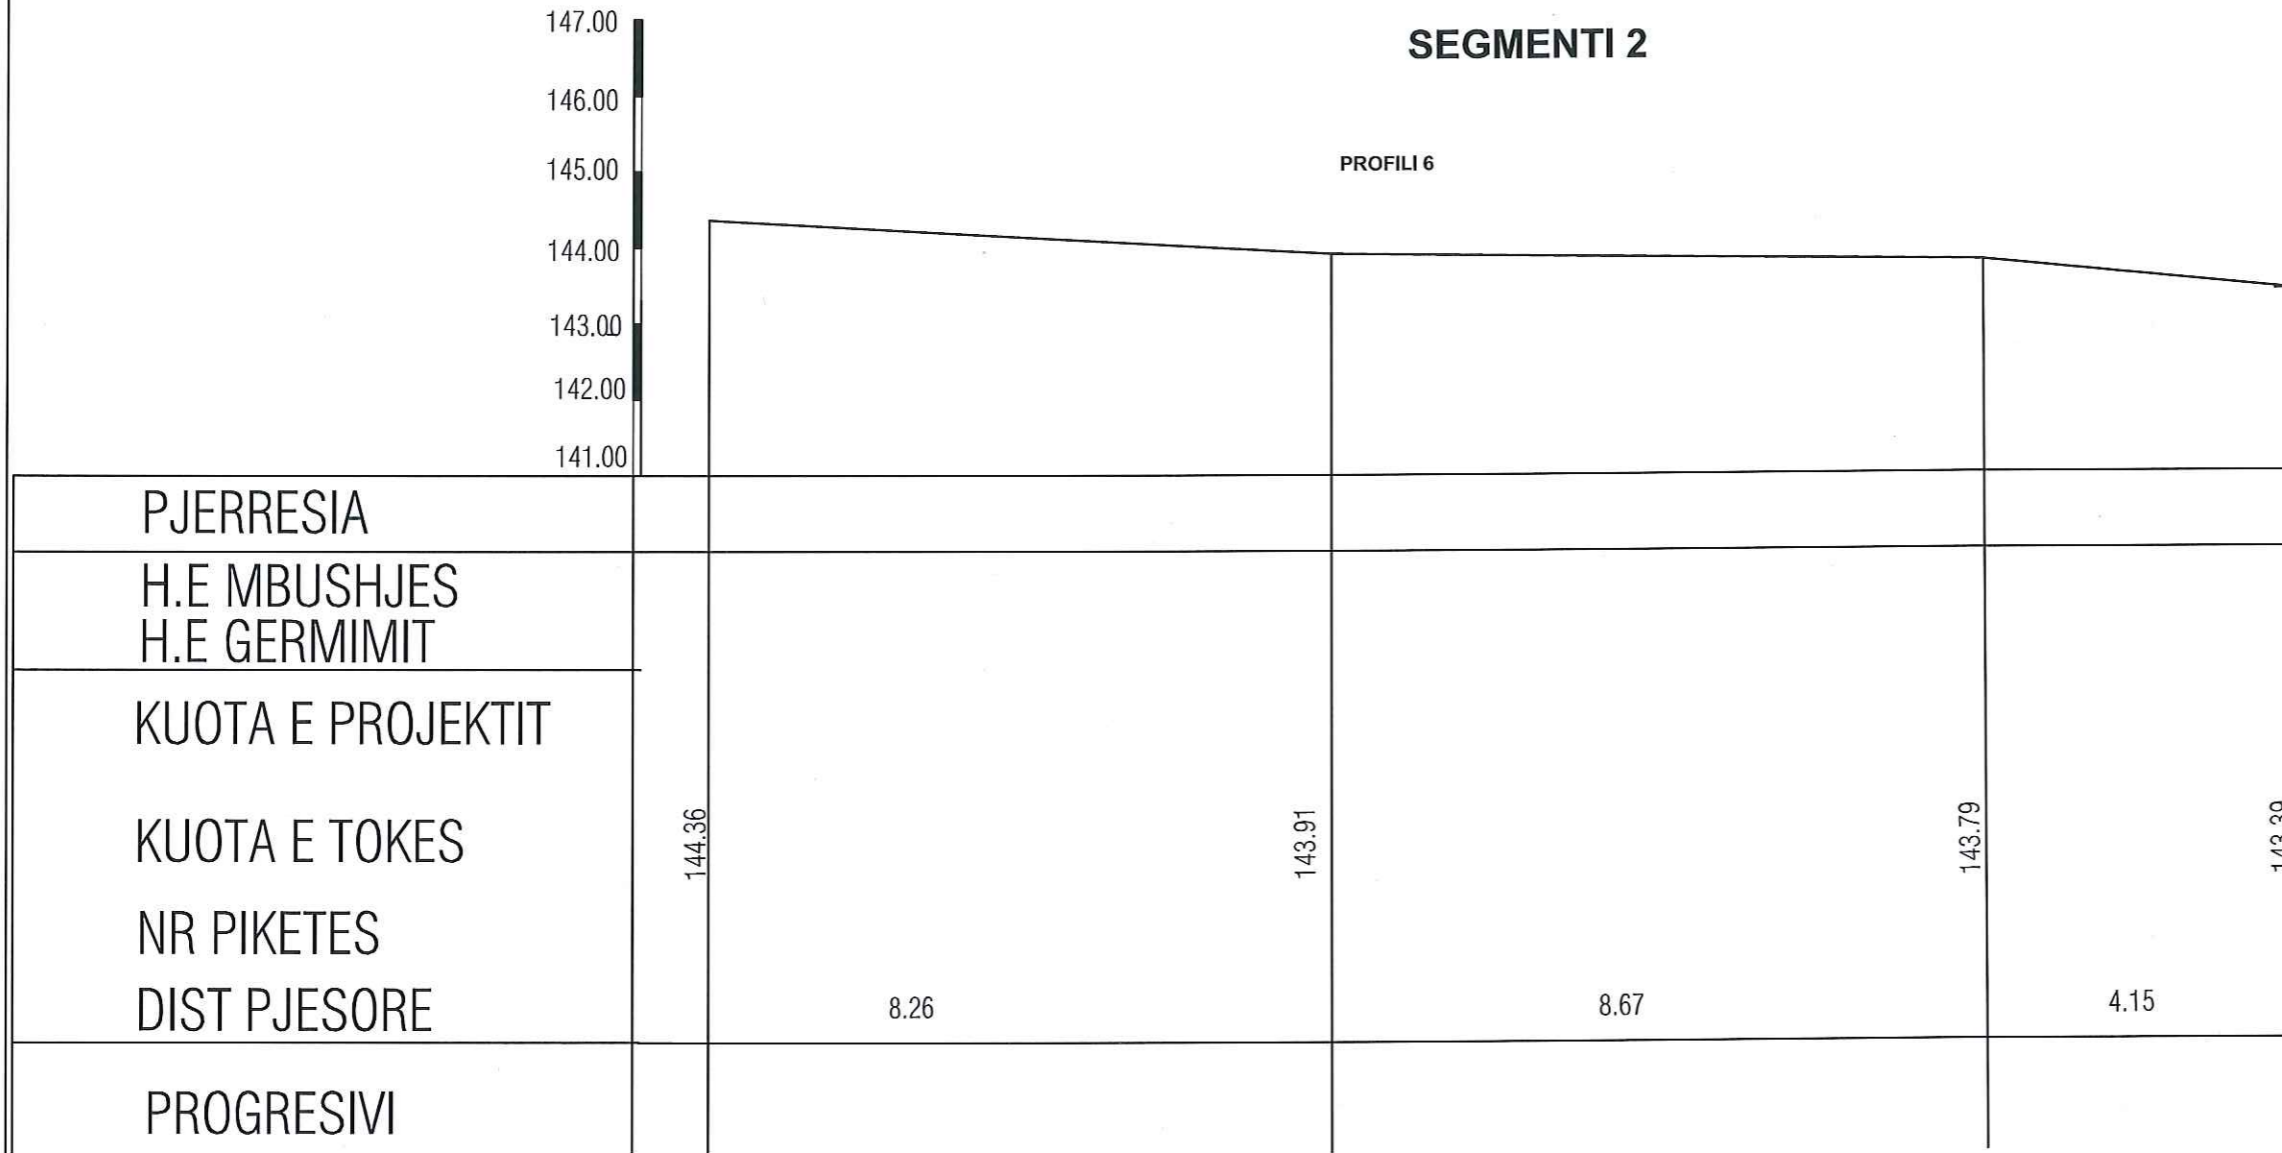 SEGMENTI 2
PROFILI 6
147.00
146.00
145.00
144.00
143.00
142.00
141.00
PJERRESIA
H.E MBUSHJES
H.E GERMIMIT
KUOTA E PROJEKTIT
KUOTA E TOKES
144.36
143.91
143.79
143.39
NR PIKETES
DIST PJESORE
8.26
8.67
4.15
PROGRESIVI